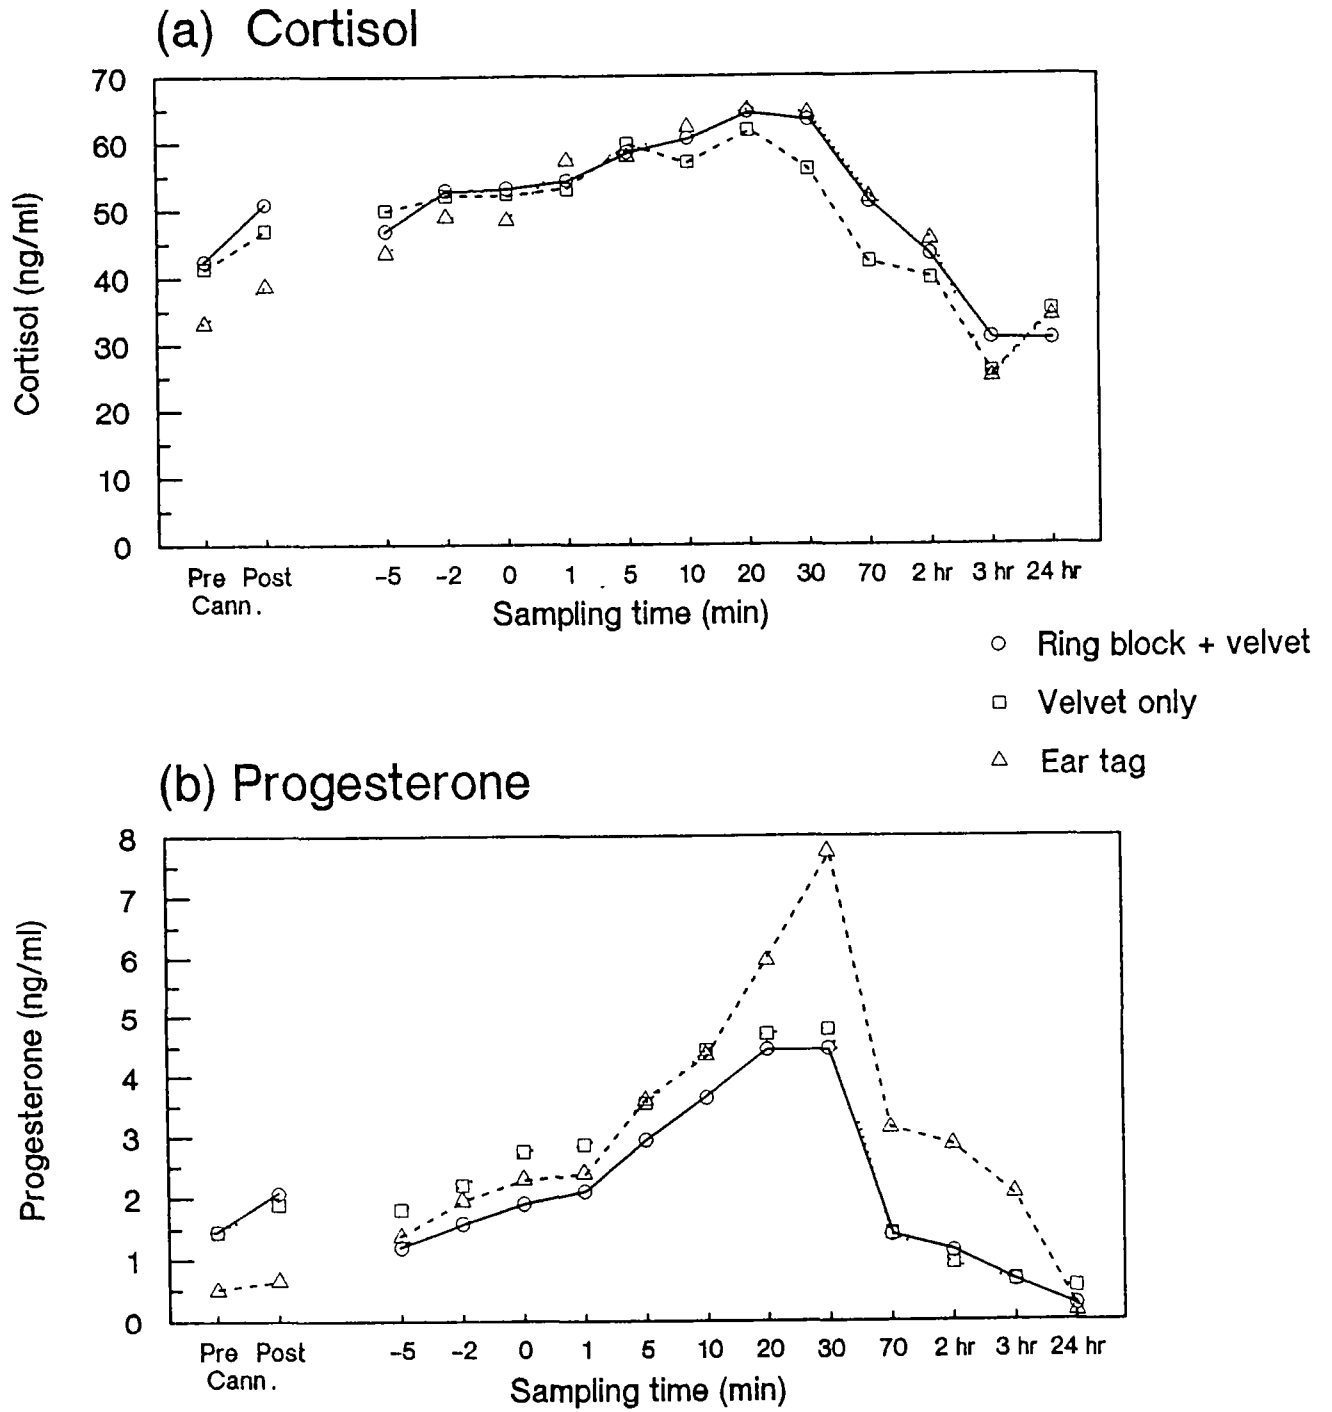 (a) Cortisol
70
60
50
40
30
20
10
0
Cortisol (ng/ml)
Pre Post -5 -2 0 1 5 10 20 30 70 2 hr 3 hr 24 hr
Cann.
Sampling time (min)
Ring block + velvet
Velvet only
Ear tag
(b) Progesterone
8
7
6
5
4
3
2
1
0
Progesterone (ng/ml)
Pre Post -5 -2 0 1 5 10 20 30 70 2 hr 3 hr 24 hr
Cann.
Sampling time (min)